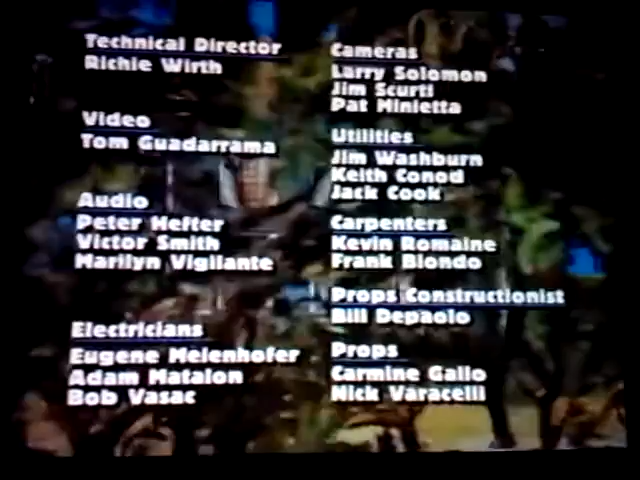 Technical Director
Richie Wirth
Video
Tom Guadarrama
Audio
Peter Hefter
Victor Smith
Marilyn Vigilante
Electricians
Eugene Meienhofer
Adam Matalon
Bob Vasac
Cameras
Larry Solomon
Jim Scurti
Pat Minietta
Utilities
Jim Washburn
Keith Conod
Jack Cook
Carpenters
Kevin Romaine
Frank Biondo
Props Constructionist
Bill Depaolo
Props
Carmine Gallo
Nick Varacelli